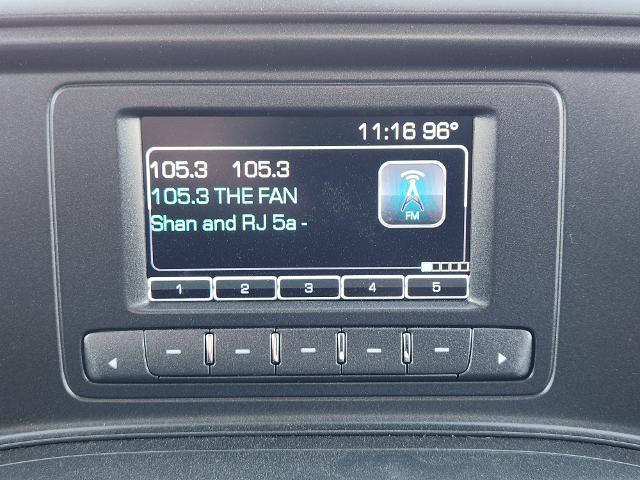 11:16 96°
105.3 105.3
105.3 THE FAN
Shan and RJ 5a -
FM
1 2 3 4 5